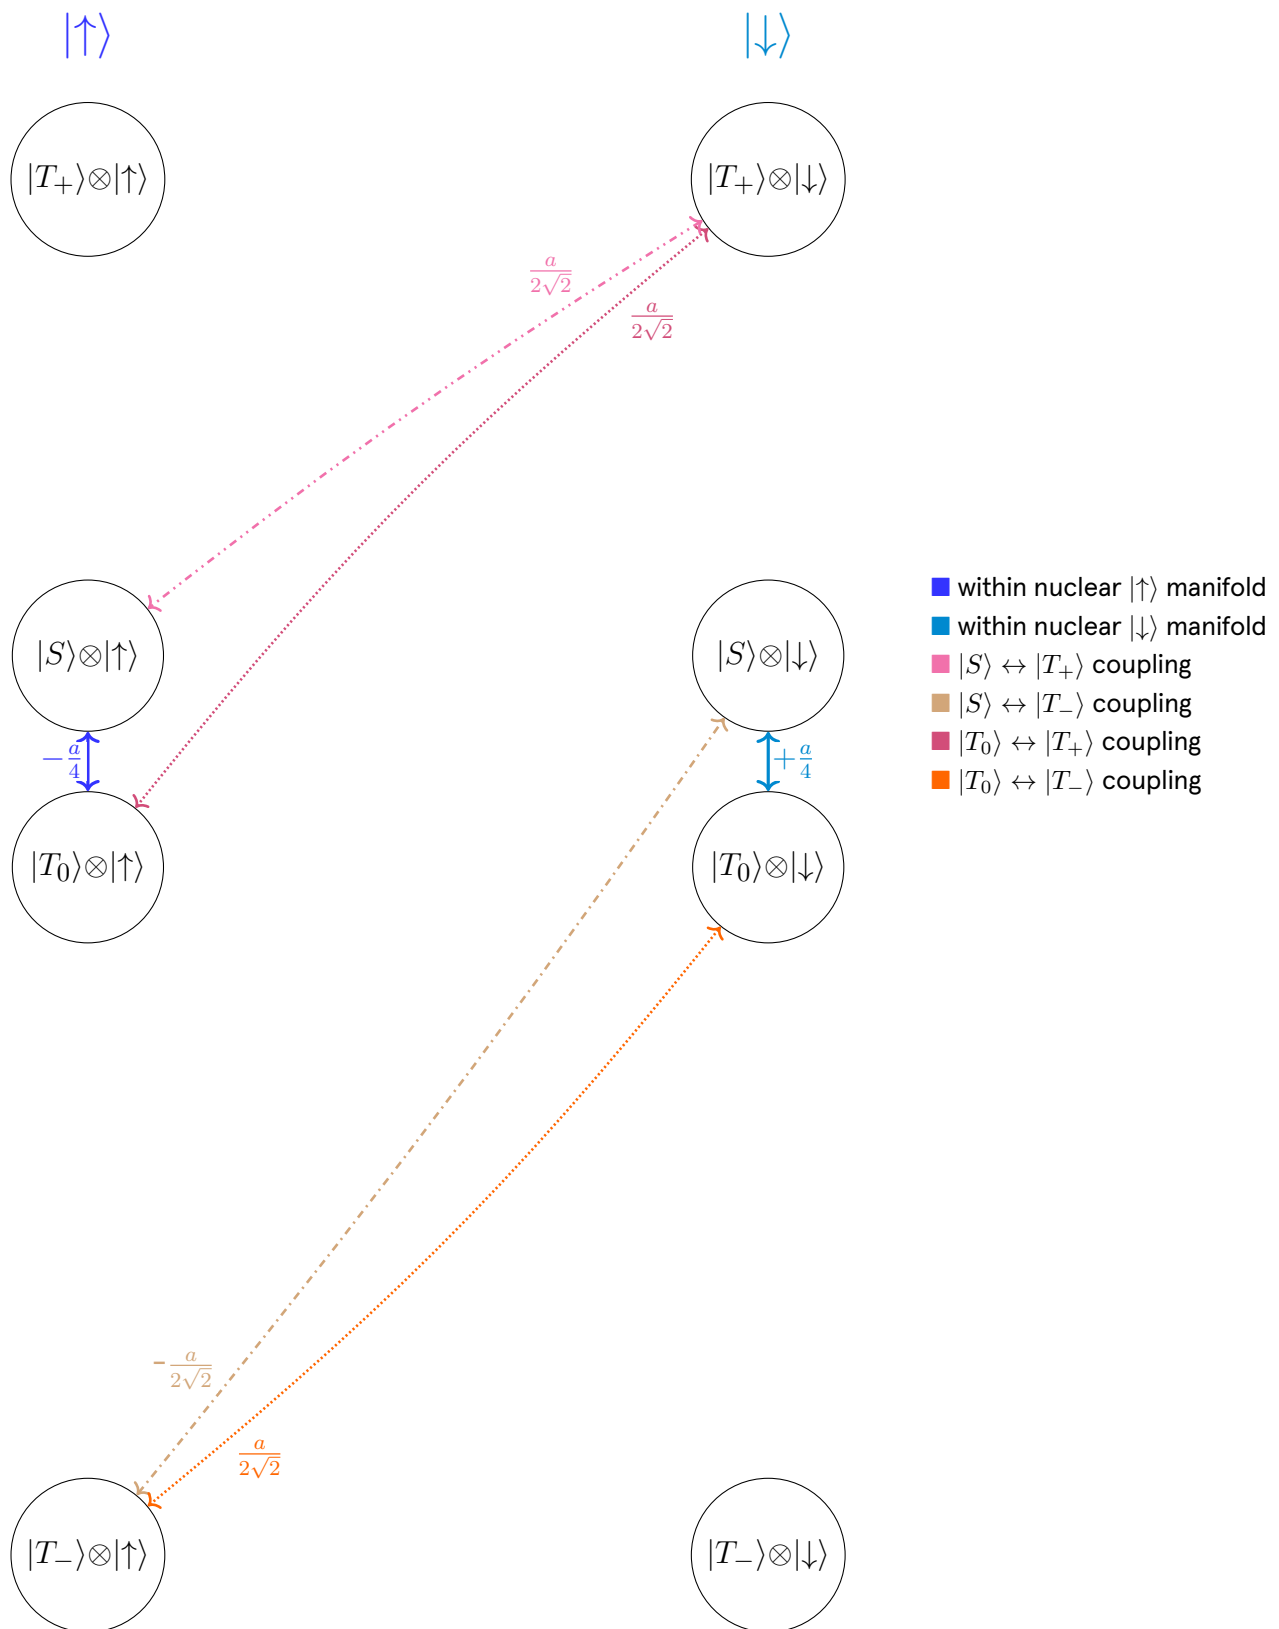 |↑⟩ |↓⟩
|T₊⟩⊗|↑⟩ |T₊⟩⊗|↓⟩
a/(2√2)
a/(2√2)
|S⟩⊗|↑⟩ |S⟩⊗|↓⟩
−a/4 +a/4
|T₀⟩⊗|↑⟩ |T₀⟩⊗|↓⟩
within nuclear |↑⟩ manifold
within nuclear |↓⟩ manifold
|S⟩ ↔ |T₊⟩ coupling
|S⟩ ↔ |T₋⟩ coupling
|T₀⟩ ↔ |T₊⟩ coupling
|T₀⟩ ↔ |T₋⟩ coupling
-a/(2√2)
a/(2√2)
|T₋⟩⊗|↑⟩ |T₋⟩⊗|↓⟩